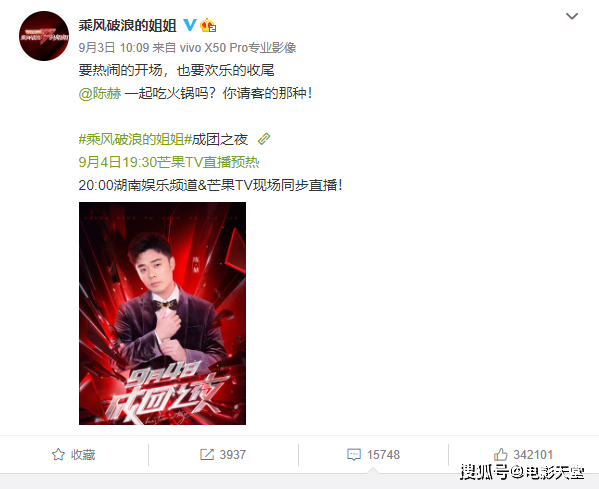 乘风破浪的姐姐
9月3日 10:09 来自 vivo X50 Pro专业影像
要热闹的开场，也要欢乐的收尾
@陈赫 一起吃火锅吗？你请客的那种！
#乘风破浪的姐姐#成团之夜
9月4日19:30芒果TV直播预热
20:00湖南娱乐频道&芒果TV现场同步直播！
陈赫
9月4日
成团之夜
收藏
3937
15748
342101
搜狐号@电影天堂